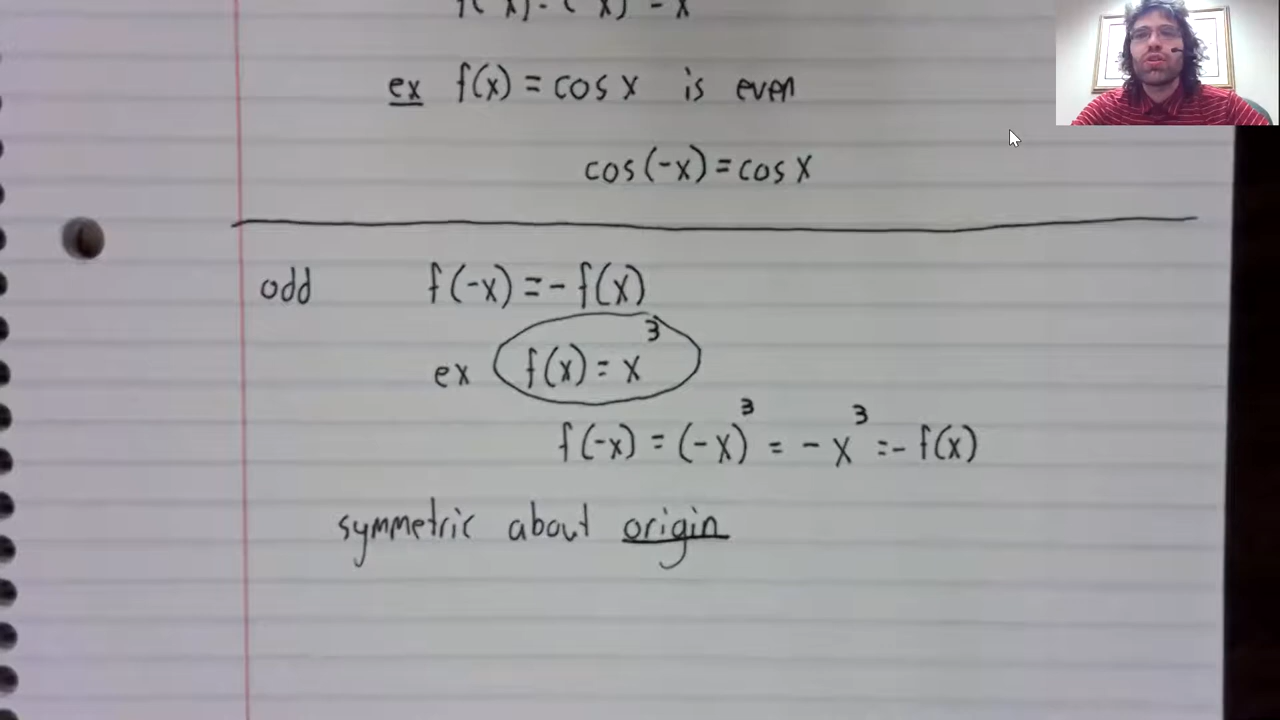 ex f(x) = cos x is even
cos(-x) = cos x
odd f(-x) = - f(x)
ex f(x) = x³
f(-x) = (-x)³ = - x³ = - f(x)
symmetric about origin